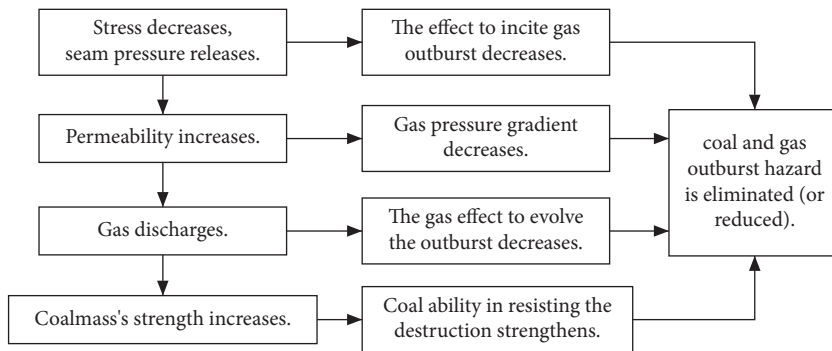 Stress decreases,
seam pressure releases.
The effect to incite gas
outburst decreases.
Permeability increases.
Gas pressure gradient
decreases.
coal and gas
outburst hazard
is eliminated (or
reduced).
Gas discharges.
The gas effect to evolve
the outburst decreases.
Coalmass's strength increases.
Coal ability in resisting the
destruction strengthens.